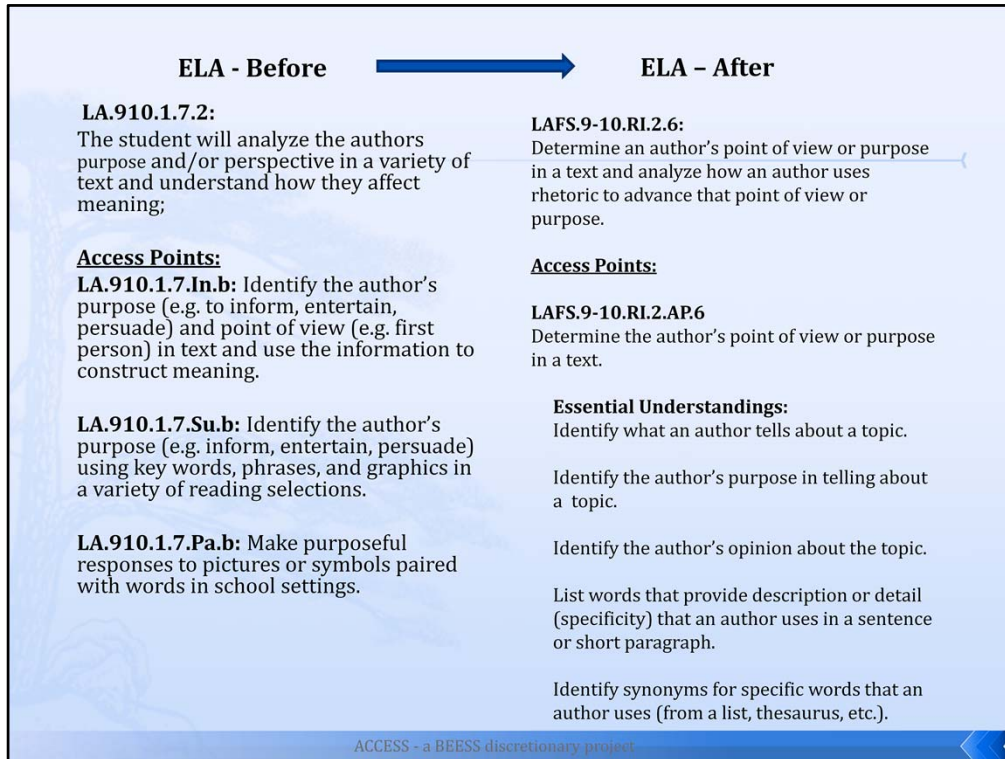 ELA - Before
ELA – After
LA.910.1.7.2:
The student will analyze the authors
purpose and/or perspective in a variety of
text and understand how they affect
meaning;
Access Points:
LA.910.1.7.In.b: Identify the author's
purpose (e.g. to inform, entertain,
persuade) and point of view (e.g. first
person) in text and use the information to
construct meaning.
LA.910.1.7.Su.b: Identify the author's
purpose (e.g. inform, entertain, persuade)
using key words, phrases, and graphics in
a variety of reading selections.
LA.910.1.7.Pa.b: Make purposeful
responses to pictures or symbols paired
with words in school settings.
LAFS.9-10.RI.2.6:
Determine an author's point of view or purpose
in a text and analyze how an author uses
rhetoric to advance that point of view or
purpose.
Access Points:
LAFS.9-10.RI.2.AP.6
Determine the author's point of view or purpose
in a text.
Essential Understandings:
Identify what an author tells about a topic.
Identify the author's purpose in telling about
a topic.
Identify the author's opinion about the topic.
List words that provide description or detail
(specificity) that an author uses in a sentence
or short paragraph.
Identify synonyms for specific words that an
author uses (from a list, thesaurus, etc.).
ACCESS - a BEESS discretionary project